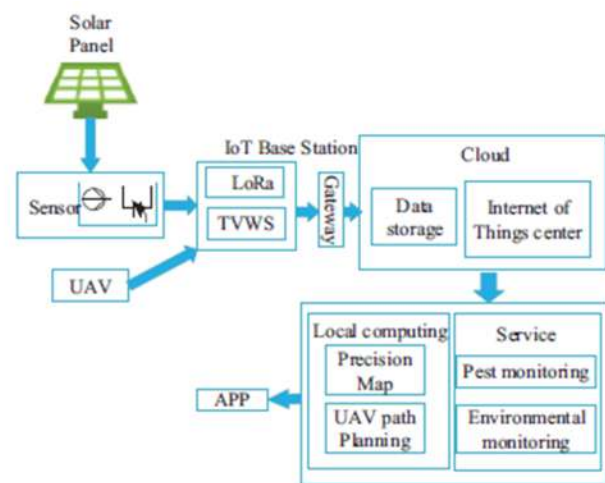 Solar
Panel
IoT Base Station
Cloud
Sensor
LoRa
TVWS
Gateway
Data
storage
Internet of
Things center
UAV
Local computing
Precision
Map
UAV path
Planning
Service
Pest monitoring
Environmental
monitoring
APP